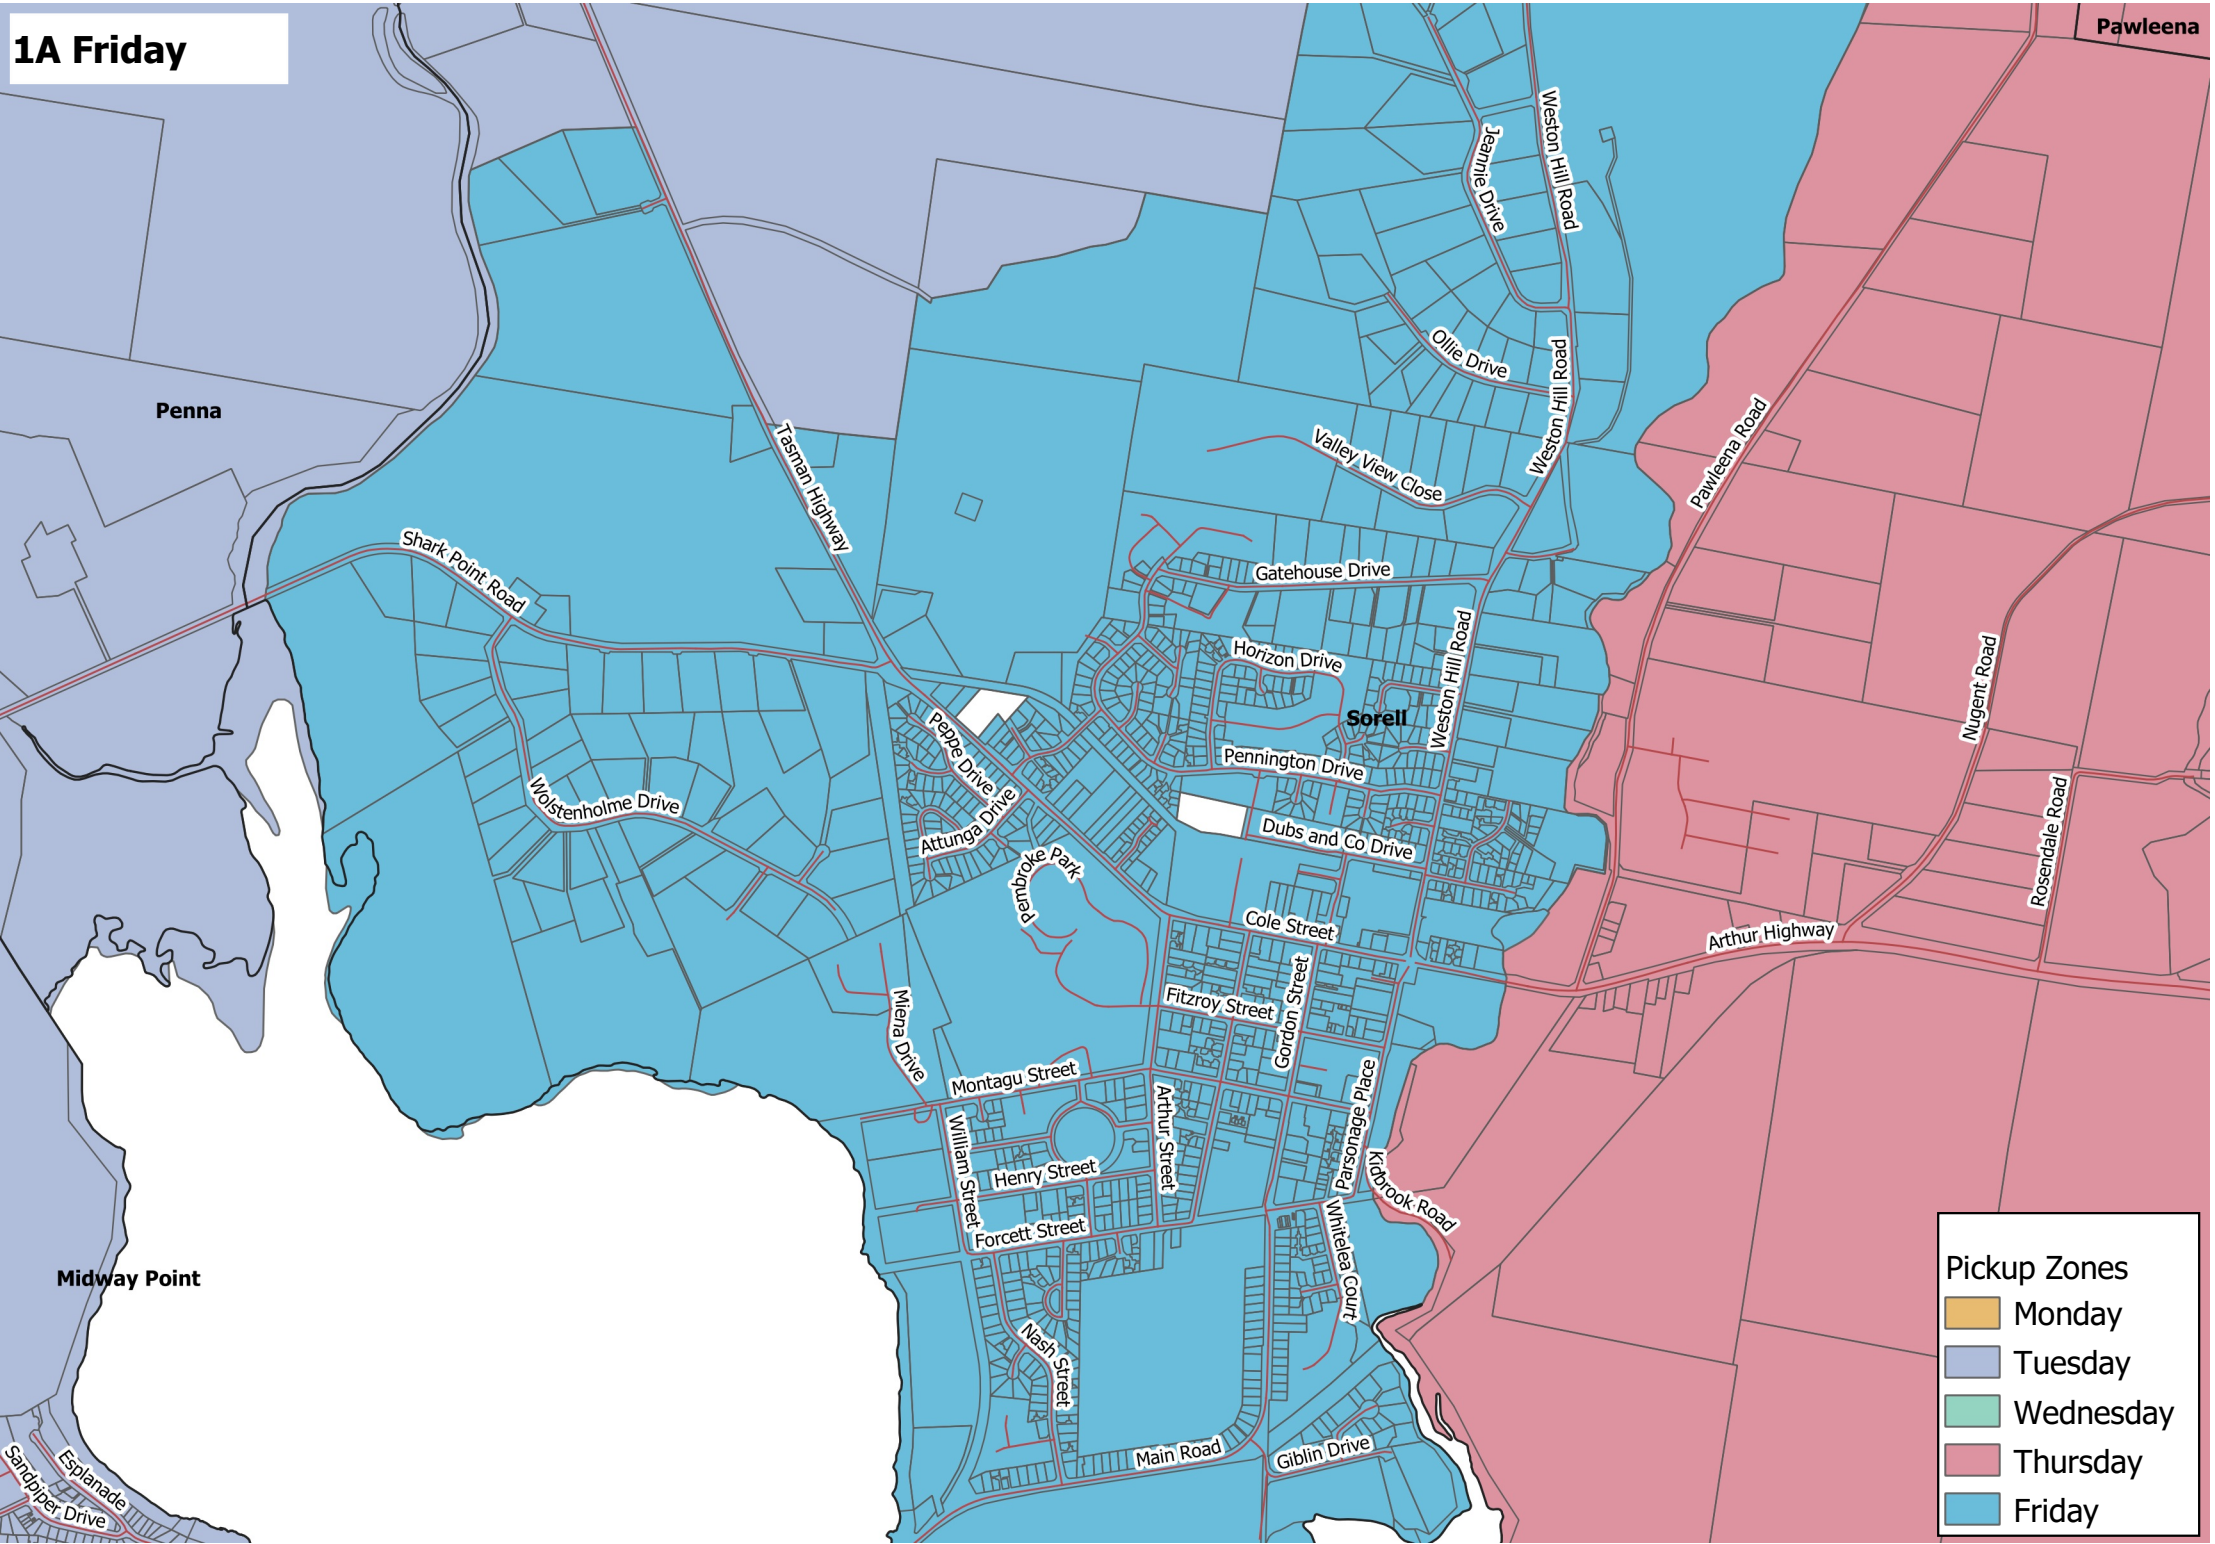 1A Friday
Pawleena
Weston Hill Road
Jeannie Drive
Ollie Drive
Weston Hill Road
Penna
Pawleena Road
Tasman Highway
Valley View Close
Shark Point Road
Gatehouse Drive
Weston Hill Road
Horizon Drive
Nugent Road
Sorell
Peppe Drive
Pennington Drive
Wolstenholme Drive
Attunga Drive
Dubs and Co Drive
Rosendale Road
Pembroke Park
Cole Street
Arthur Highway
Gordon Street
Fitzroy Street
Miena Drive
Montagu Street
Parsonage Place
Arthur Street
William Street
Henry Street
Kidbrook Road
Forcett Street
Whitelea Court
Midway Point
Nash Street
Main Road
Giblin Drive
Esplanade
Sandpiper Drive
Pickup Zones
Monday
Tuesday
Wednesday
Thursday
Friday